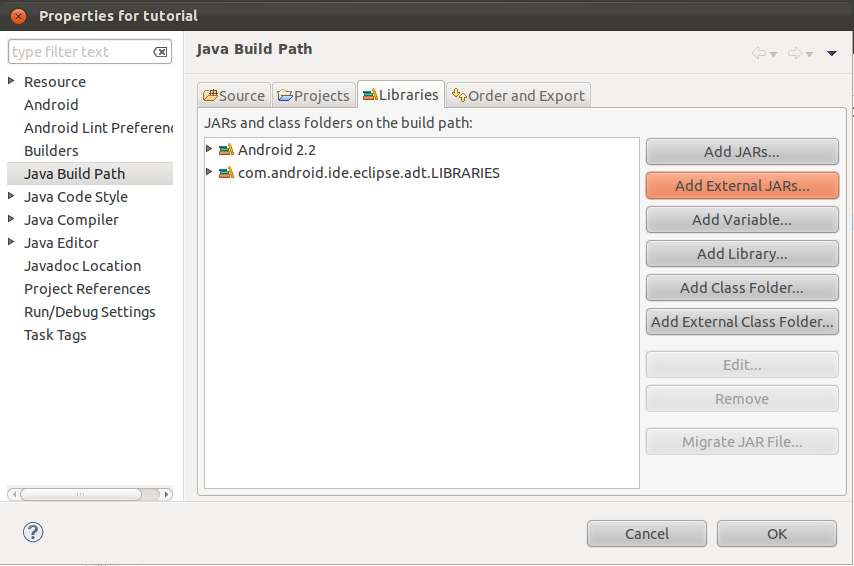 Properties for tutorial
type filter text
Resource
Android
Android Lint Preferenc
Builders
Java Build Path
Java Code Style
Java Compiler
Java Editor
Javadoc Location
Project References
Run/Debug Settings
Task Tags
Java Build Path
Source Projects Libraries Order and Export
JARs and class folders on the build path:
Android 2.2
com.android.ide.eclipse.adt.LIBRARIES
Add JARs...
Add External JARs...
Add Variable...
Add Library...
Add Class Folder...
Add External Class Folder...
Edit...
Remove
Migrate JAR File...
?
Cancel OK